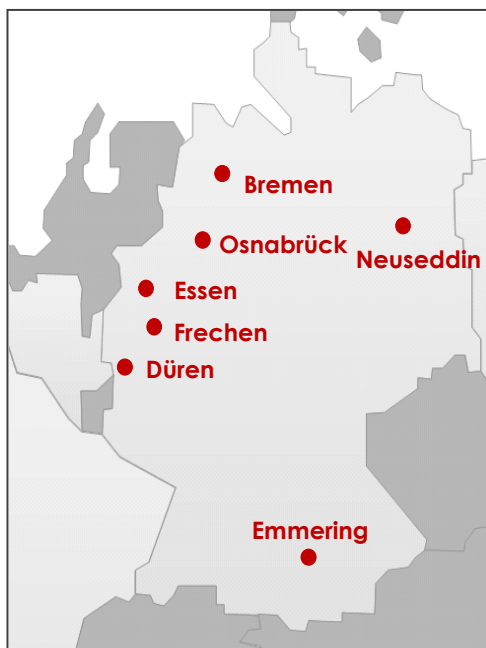 Bremen
Osnabrück
Neuseddin
Essen
Frechen
Düren
Emmering